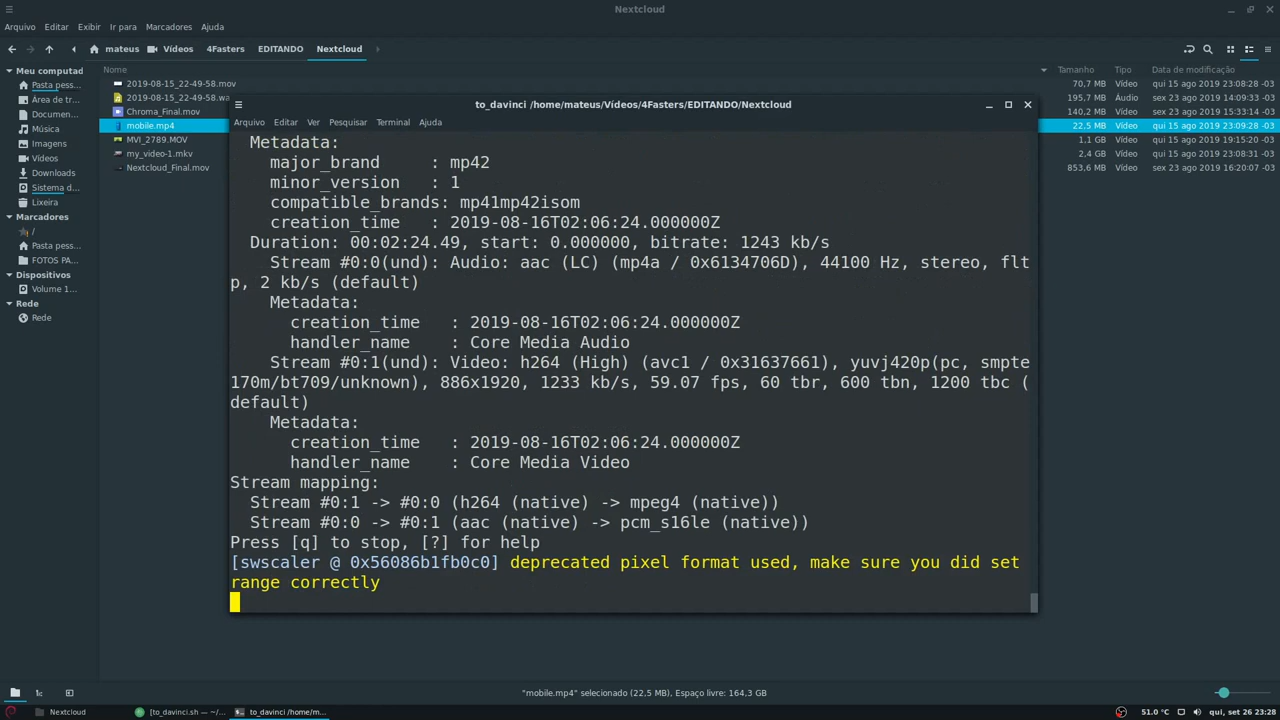 Nextcloud
Arquivo Editar Exibir Ir para Marcadores Ajuda
mateus Vídeos 4Fasters EDITANDO Nextcloud
Meu computad
Pasta pess...
Área de tr...
Documen...
Música
Imagens
Vídeos
Downloads
Sistema d...
Lixeira
Marcadores
/
Pasta pess...
FOTOS PA...
Dispositivos
Volume 1...
Rede
Rede
Nome Tamanho Tipo Data de modificação
2019-08-15_22-49-58.mov 70,7 MB Vídeo qui 15 ago 2019 23:08:28 -03
2019-08-15_22-49-58.wa 195,7 MB Áudio sex 23 ago 2019 14:09:33 -03
Chroma_Final.mov 140,2 MB Vídeo sex 23 ago 2019 15:33:14 -03
mobile.mp4 22,5 MB Vídeo qui 15 ago 2019 23:09:28 -03
MVI_2789.MOV 1,1 GB Vídeo qui 15 ago 2019 19:15:20 -03
my_video-1.mkv 2,4 GB Vídeo qui 15 ago 2019 23:08:31 -03
Nextcloud_Final.mov 853,6 MB Vídeo sex 23 ago 2019 16:20:07 -03
to_davinci /home/mateus/Vídeos/4Fasters/EDITANDO/Nextcloud
Arquivo Editar Ver Pesquisar Terminal Ajuda
Metadata:
major_brand : mp42
minor_version : 1
compatible_brands: mp41mp42isom
creation_time : 2019-08-16T02:06:24.000000Z
Duration: 00:02:24.49, start: 0.000000, bitrate: 1243 kb/s
Stream #0:0(und): Audio: aac (LC) (mp4a / 0x6134706D), 44100 Hz, stereo, flt
p, 2 kb/s (default)
Metadata:
creation_time : 2019-08-16T02:06:24.000000Z
handler_name : Core Media Audio
Stream #0:1(und): Video: h264 (High) (avc1 / 0x31637661), yuvj420p(pc, smpte
170m/bt709/unknown), 886x1920, 1233 kb/s, 59.07 fps, 60 tbr, 600 tbn, 1200 tbc (
default)
Metadata:
creation_time : 2019-08-16T02:06:24.000000Z
handler_name : Core Media Video
Stream mapping:
Stream #0:1 -> #0:0 (h264 (native) -> mpeg4 (native))
Stream #0:0 -> #0:1 (aac (native) -> pcm_s16le (native))
Press [q] to stop, [?] for help
[swscaler @ 0x56086b1fb0c0] deprecated pixel format used, make sure you did set
range correctly
"mobile.mp4" selecionado (22,5 MB), Espaço livre: 164,3 GB
Nextcloud [to_davinci.sh — ~/... to_davinci /home/m... 51.0 °C qui, set 26 23:28